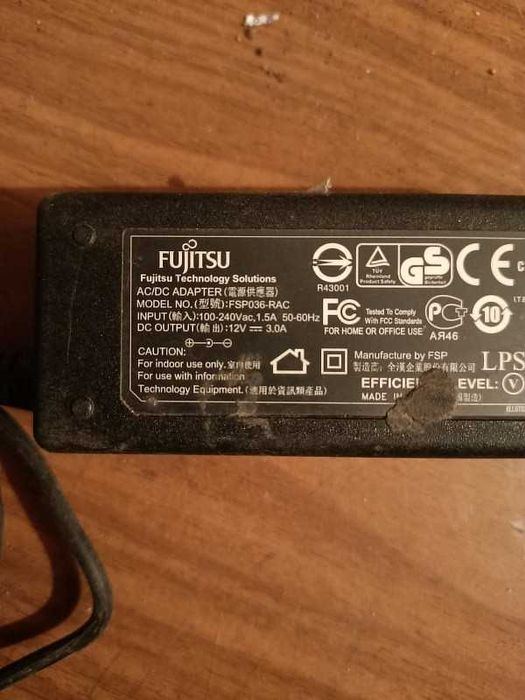 FUJITSU
Fujitsu Technology Solutions
AC/DC ADAPTER (電源供應器)
MODEL NO. (型號):FSP036-RAC
INPUT (輸入):100-240Vac, 1.5A 50-60Hz
DC OUTPUT(輸出):12V 3.0A
CAUTION:
For indoor use only. 室內使用
For use with information
Technology Equipment. (適用於資訊類產品)
R43001
TÜV
Rheinland
Product Safety
GS
CE
C
FC
Tested To Comply
With FCC Standards
FOR HOME OR OFFICE USE
АЯ46
10
Manufacture by FSP
製造商: 全漢企業股份有限公司
LPS
EFFICIE LEVEL: V
MADE IN
製造)